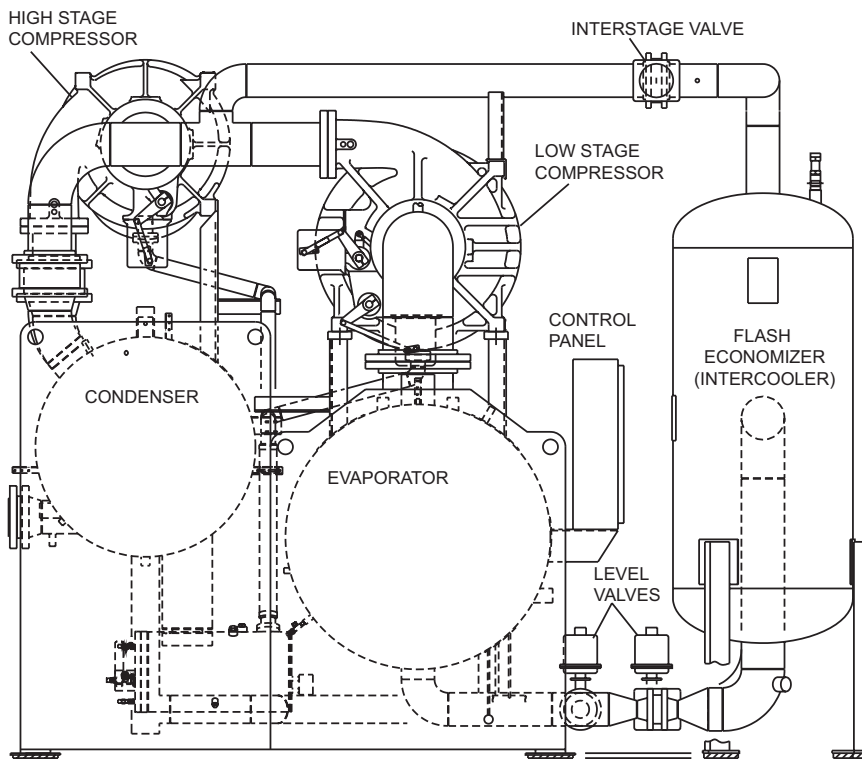 HIGH STAGE
COMPRESSOR
INTERSTAGE VALVE
LOW STAGE
COMPRESSOR
CONTROL
PANEL
FLASH
ECONOMIZER
(INTERCOOLER)
CONDENSER
EVAPORATOR
LEVEL
VALVES